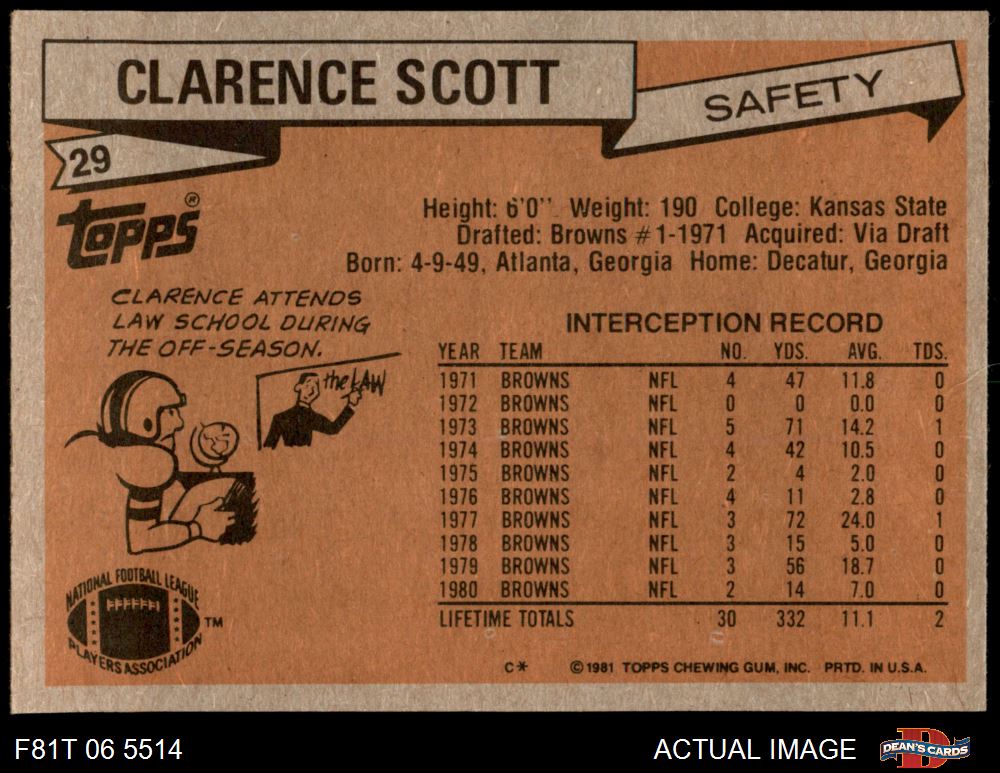 CLARENCE SCOTT
SAFETY
29
Topps®
Height: 6'0'' Weight: 190 College: Kansas State
Drafted: Browns #1-1971 Acquired: Via Draft
Born: 4-9-49, Atlanta, Georgia Home: Decatur, Georgia
CLARENCE ATTENDS
LAW SCHOOL DURING
THE OFF-SEASON.
the LAW
INTERCEPTION RECORD
YEAR TEAM NO. YDS. AVG. TDS.
1971 BROWNS NFL 4 47 11.8 0
1972 BROWNS NFL 0 0 0.0 0
1973 BROWNS NFL 5 71 14.2 1
1974 BROWNS NFL 4 42 10.5 0
1975 BROWNS NFL 2 4 2.0 0
1976 BROWNS NFL 4 11 2.8 0
1977 BROWNS NFL 3 72 24.0 1
1978 BROWNS NFL 3 15 5.0 0
1979 BROWNS NFL 3 56 18.7 0
1980 BROWNS NFL 2 14 7.0 0
LIFETIME TOTALS 30 332 11.1 2
NATIONAL FOOTBALL LEAGUE
PLAYERS ASSOCIATION
TM
C* ©1981 TOPPS CHEWING GUM, INC. PRTD. IN U.S.A.
F81T 06 5514
ACTUAL IMAGE
DEAN'S CARDS